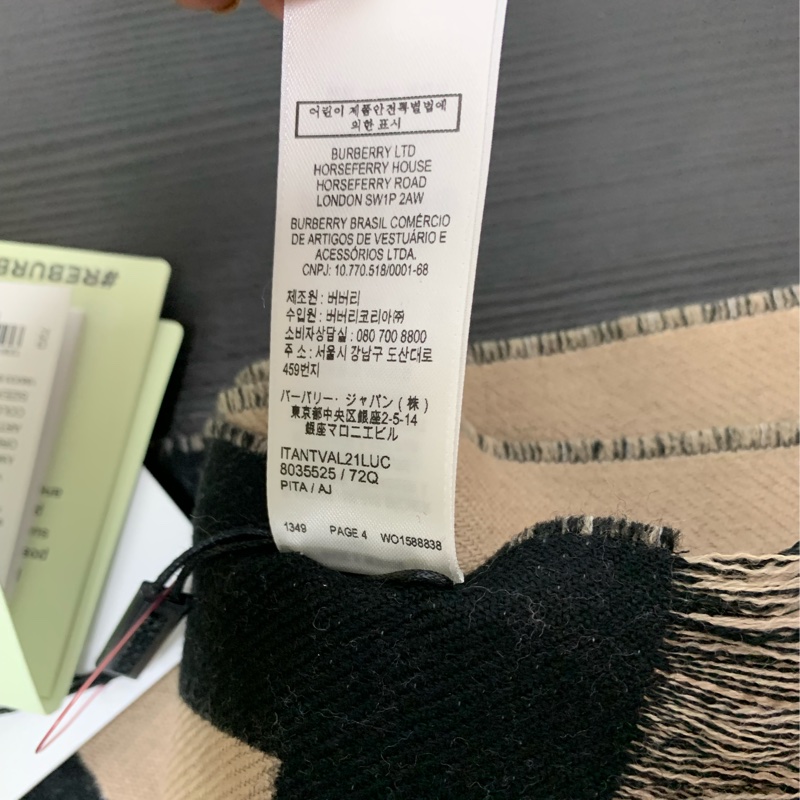 어린이 제품안전특별법에
의한 표시
BURBERRY LTD
HORSEFERRY HOUSE
HORSEFERRY ROAD
LONDON SW1P 2AW
BURBERRY BRASIL COMÉRCIO
DE ARTIGOS DE VESTUÁRIO E
ACESSÓRIOS LTDA.
CNPJ: 10.770.518/0001-68
제조원 : 버버리
수입원 : 버버리코리아㈜
소비자상담실 : 080 700 8800
주 소 : 서울시 강남구 도산대로
459번지
バーバリー・ジャパン ( 株 )
東京都中央区銀座2-5-14
銀座マロニエビル
ITANTVAL21LUC
8035525 / 72Q
PITA / AJ
1349 PAGE 4 WO1588838
#REBURBE